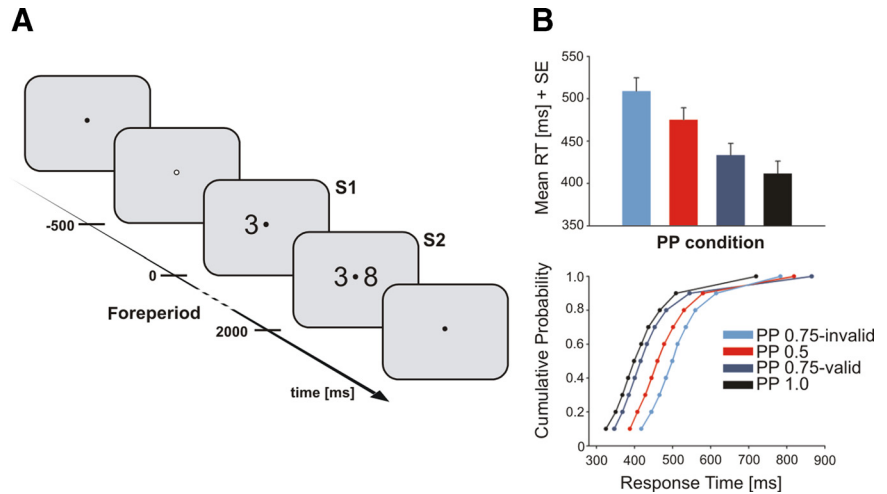 A
S1
3
S2
3 8
-500
0
Foreperiod
2000
time [ms]
B
Mean RT [ms] + SE
550
500
450
400
350
PP condition
Cumulative Probability
1.0
0.8
0.6
0.4
0.2
0
PP 0.75-invalid
PP 0.5
PP 0.75-valid
PP 1.0
300 400 500 600 700 800 900
Response Time [ms]